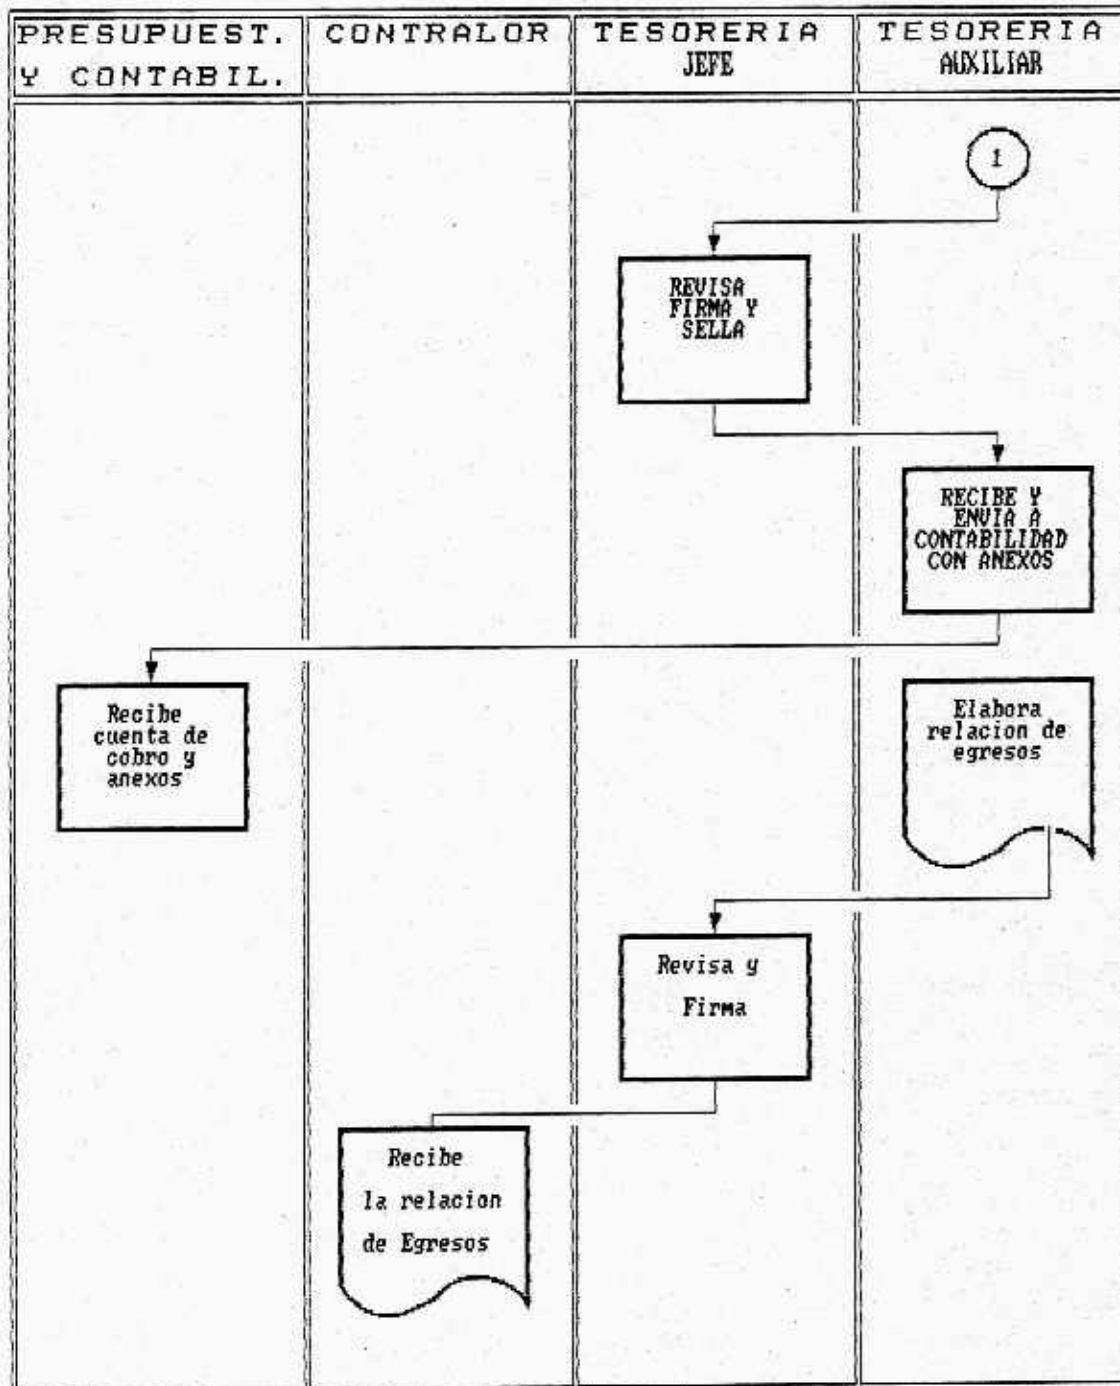 PRESUPUEST.
Y CONTABIL.
CONTRALOR
TESORERIA
JEFE
TESORERIA
AUXILIAR
1
REVISA
FIRMA Y
SELLA
RECIBE Y
ENVIA A
CONTABILIDAD
CON ANEXOS
Recibe
cuenta de
cobro y
anexos
Elabora
relacion de
egresos
Revisa y
Firma
Recibe
la relacion
de Egresos